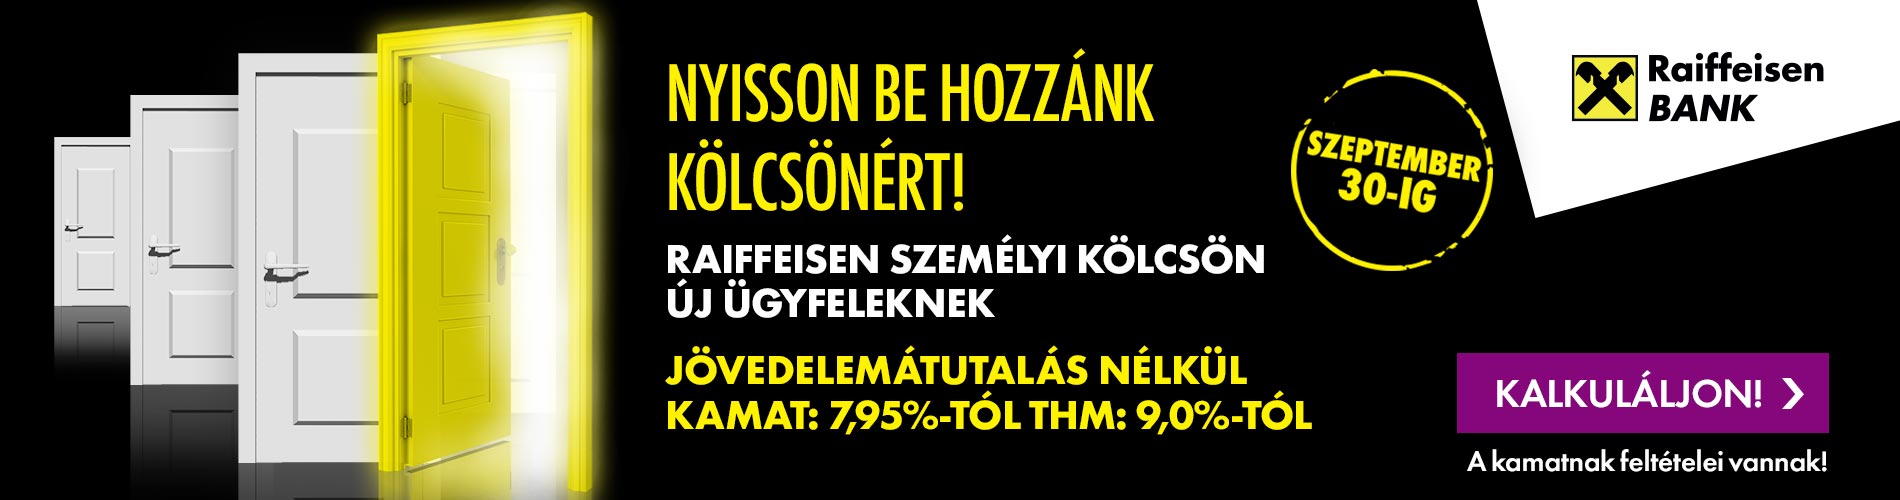 NYISSON BE HOZZÁNK
KÖLCSÖNÉRT!
RAIFFEISEN SZEMÉLYI KÖLCSÖN
ÚJ ÜGYFELEKNEK
JÖVEDELEMÁTUTALÁS NÉLKÜL
KAMAT: 7,95%-TÓL THM: 9,0%-TÓL
SZEPTEMBER
30-IG
Raiffeisen
BANK
KALKULÁLJON!
A kamatnak feltételei vannak!